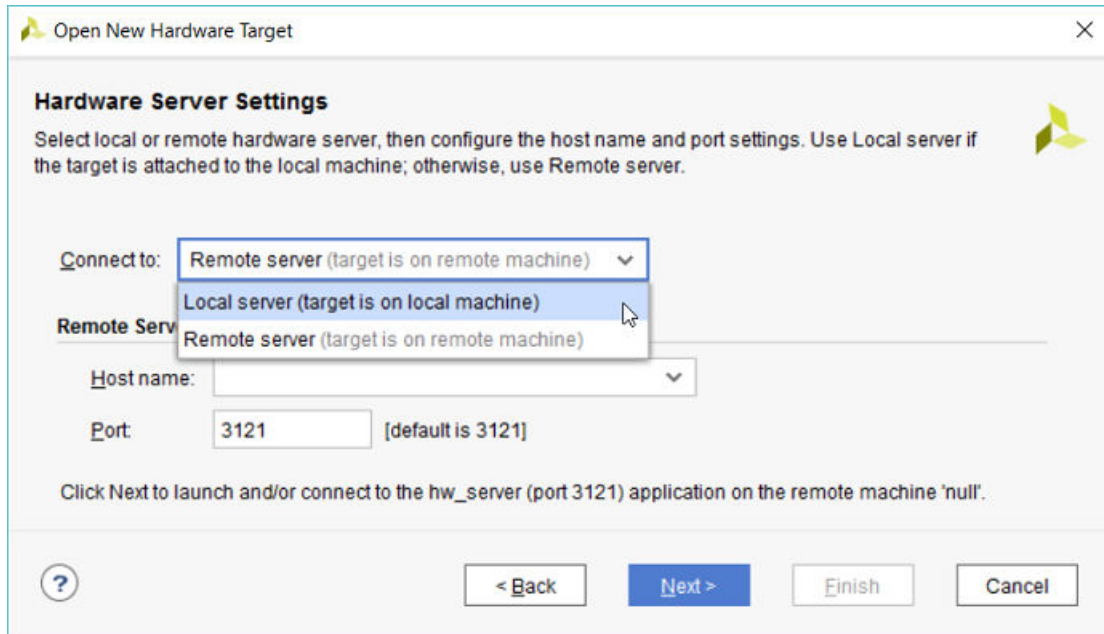 Open New Hardware Target
Hardware Server Settings
Select local or remote hardware server, then configure the host name and port settings. Use Local server if
the target is attached to the local machine; otherwise, use Remote server.
Connect to: Remote server (target is on remote machine)
Local server (target is on local machine)
Remote Serv
Remote server (target is on remote machine)
Host name:
Port: 3121 [default is 3121]
Click Next to launch and/or connect to the hw_server (port 3121) application on the remote machine 'null'.
? < Back Next > Finish Cancel